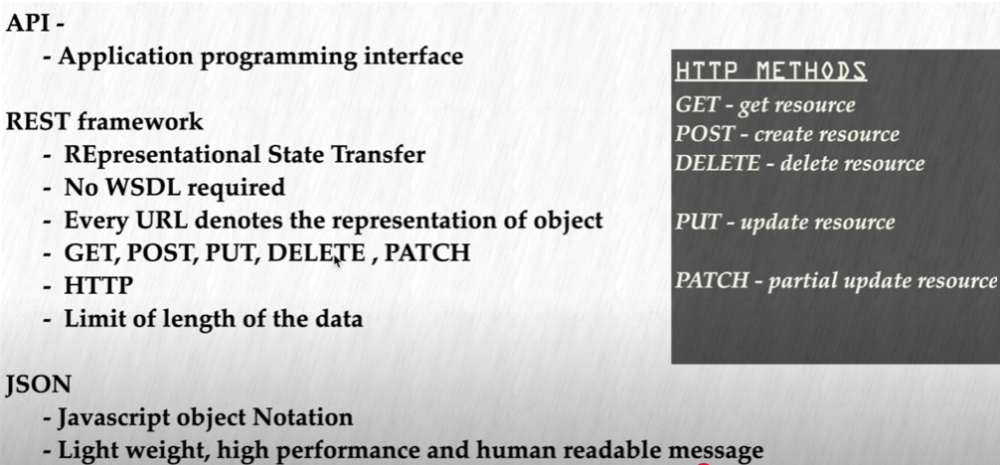 API -
- Application programming interface
REST framework
- REpresentational State Transfer
- No WSDL required
- Every URL denotes the representation of object
- GET, POST, PUT, DELETE , PATCH
- HTTP
- Limit of length of the data
JSON
- Javascript object Notation
- Light weight, high performance and human readable message
HTTP METHODS
GET - get resource
POST - create resource
DELETE - delete resource
PUT - update resource
PATCH - partial update resource